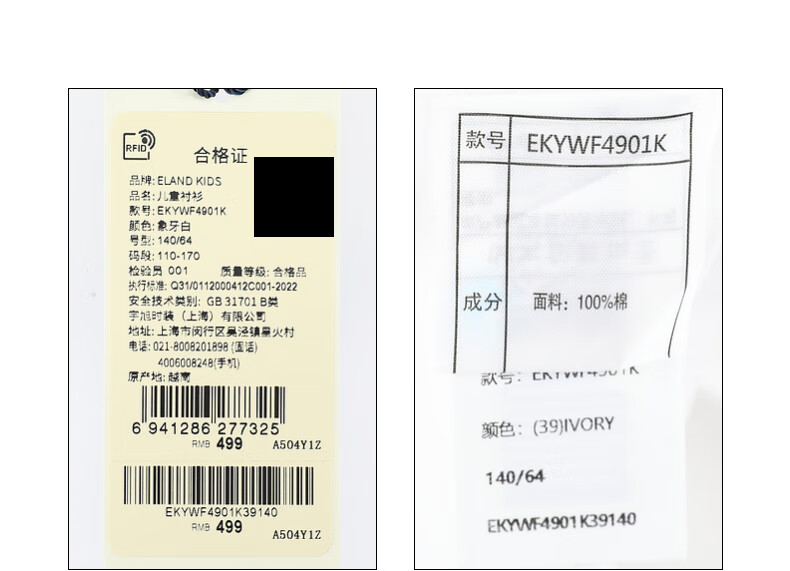 RFID
合格证
品牌: ELAND KIDS
品名: 儿童衬衫
款号: EKYWF4901K
颜色: 象牙白
号型: 140/64
码段: 110-170
检验员 001 质量等级: 合格品
执行标准: Q31/0112000412C001-2022
安全技术类别: GB 31701 B类
宇旭时装（上海）有限公司
地址: 上海市闵行区吴泾镇星火村
电话: 021-8008201898 (固话)
4006008248(手机)
原产地: 越南
6 941286 277325
RMB 499 A504Y1Z
EKYWF4901K39140
RMB 499
A504Y1Z
款号 EKYWF4901K
成分 面料: 100%棉
款号: EKYWF4901K
颜色: (39)IVORY
140/64
EKYWF4901K39140